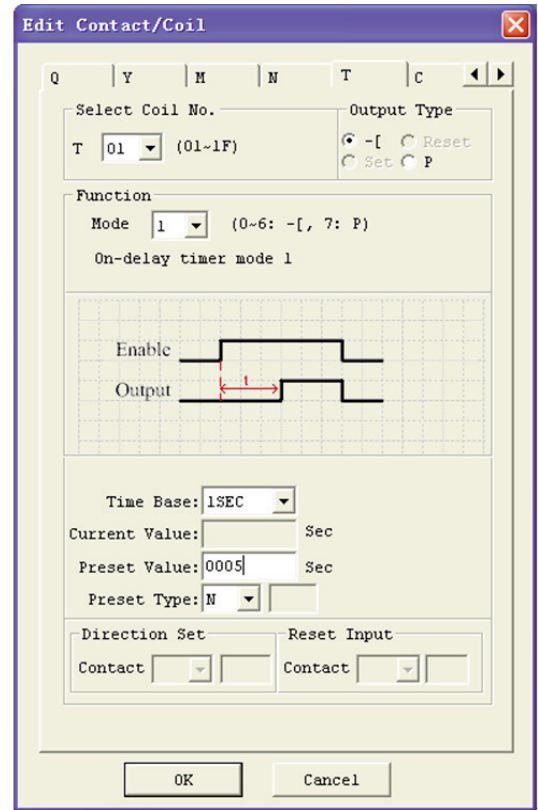 Edit Contact/Coil
Q Y M N T C
Select Coil No.
Output Type
T 01 (01~1F)
-[ Reset
Set P
Function
Mode 1 (0~6: -[, 7: P)
On-delay timer mode 1
Enable
t
Output
Time Base: 1SEC
Current Value: Sec
Preset Value: 0005 Sec
Preset Type: N
Direction Set Reset Input
Contact Contact
OK Cancel